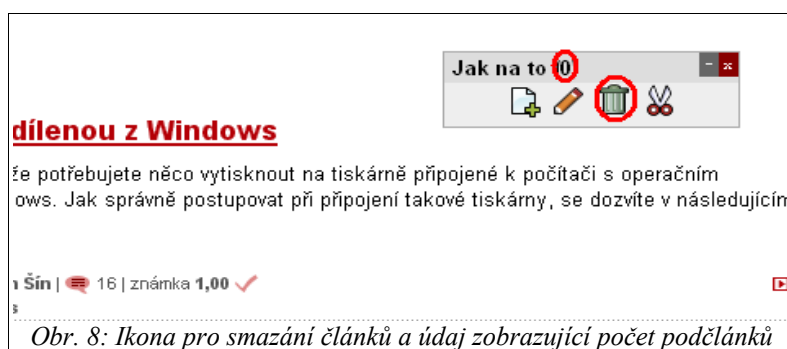 Jak na to (0)
- x
dílenou z Windows
že potřebujete něco vytisknout na tiskárně připojené k počítači s operačním
ows. Jak správně postupovat při připojení takové tiskárny, se dozvíte v následujícím
n Šín | 16 | známka 1,00
s
Obr. 8: Ikona pro smazání článků a údaj zobrazující počet podčlánků